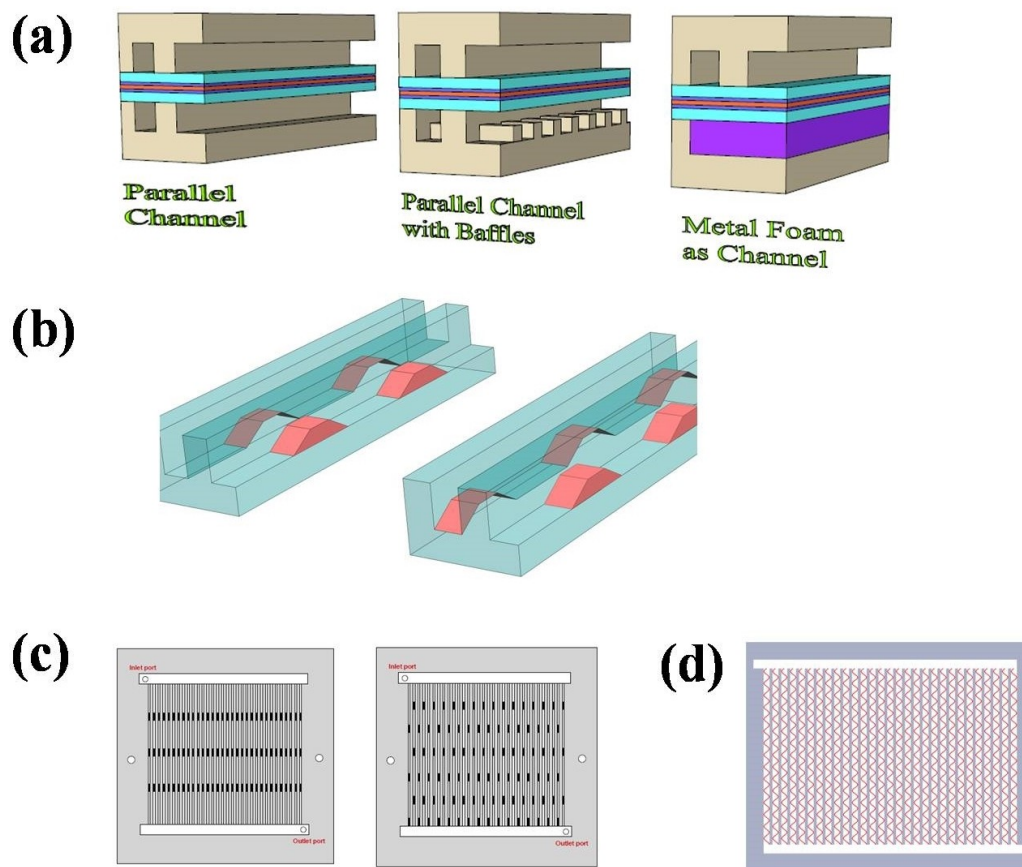 (a)
Parallel
Channel
Parallel Channel
with Baffles
Metal Foam
as Channel
(b)
(c)
Inlet port
Outlet port
Inlet port
Outlet port
(d)